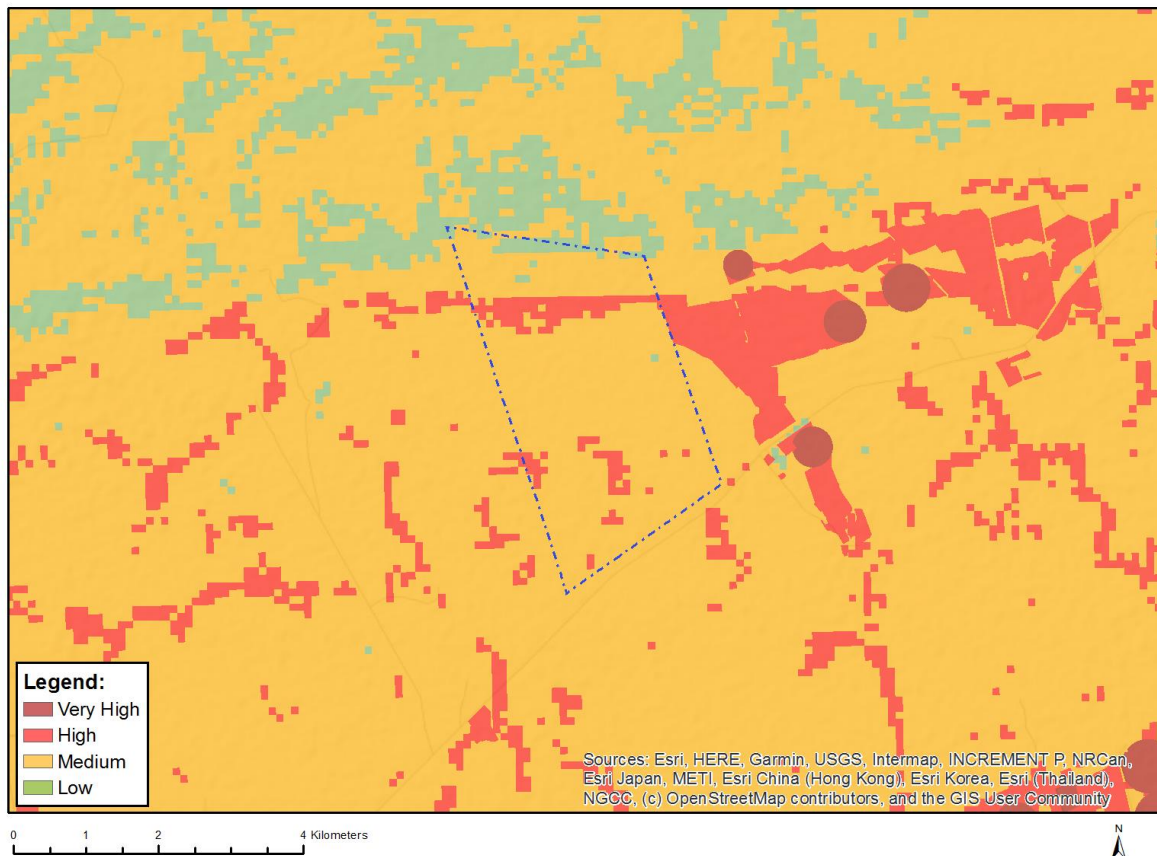 Legend:
Very High
High
Medium
Low
Sources: Esri, HERE, Garmin, USGS, Intermap, INCREMENT P, NRCan,
Esri Japan, METI, Esri China (Hong Kong), Esri Korea, Esri (Thailand),
NGCC, (c) OpenStreetMap contributors, and the GIS User Community
0 1 2 4 Kilometers
N